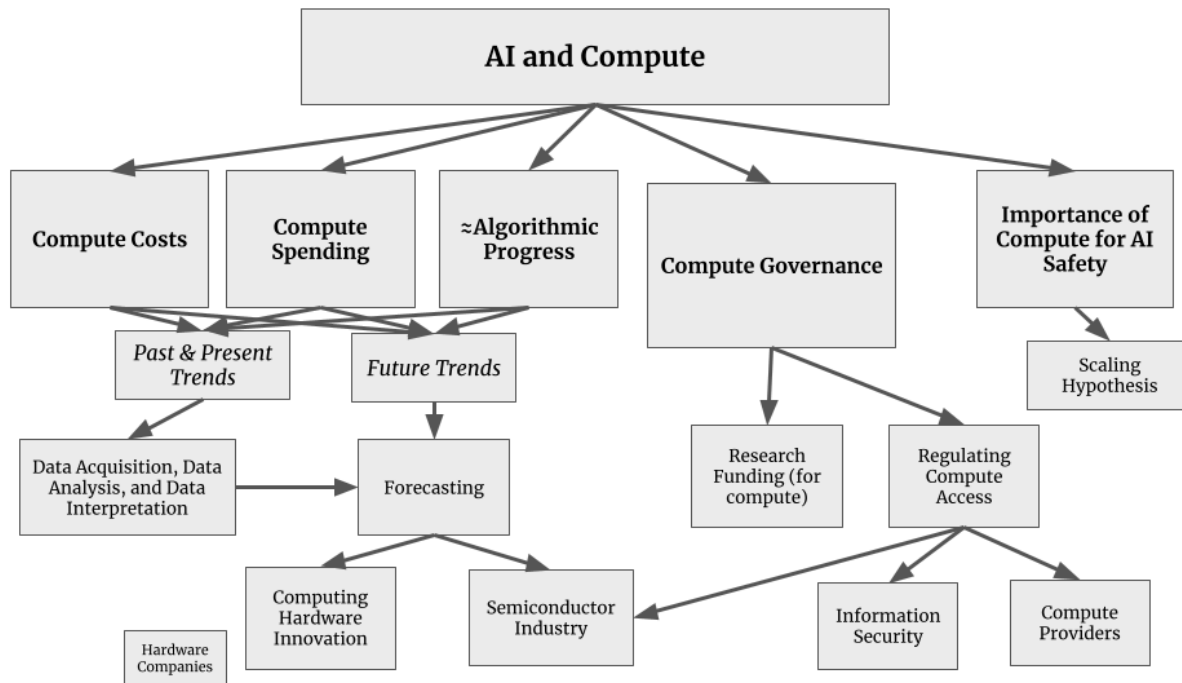 AI and Compute
Compute Costs
Compute
Spending
≈Algorithmic
Progress
Compute Governance
Importance of
Compute for AI
Safety
Past & Present
Trends
Future Trends
Scaling
Hypothesis
Data Acquisition, Data
Analysis, and Data
Interpretation
Forecasting
Research
Funding (for
compute)
Regulating
Compute
Access
Computing
Hardware
Innovation
Semiconductor
Industry
Information
Security
Compute
Providers
Hardware
Companies